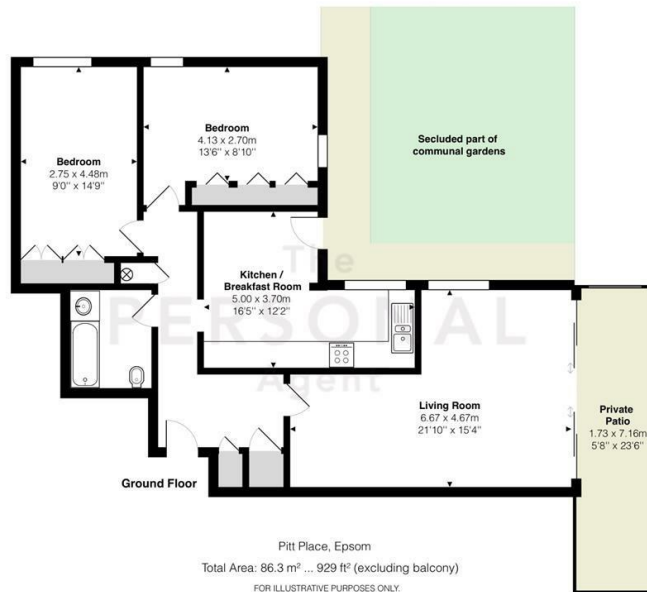 Bedroom
4.13 x 2.70m
13'6" x 8'10"
Secluded part of
communal gardens
Bedroom
2.75 x 4.48m
9'0" x 14'9"
Kitchen /
Breakfast Room
5.00 x 3.70m
16'5" x 12'2"
The
PERSONAL
Agent
Living Room
6.67 x 4.67m
21'10" x 15'4"
Private
Patio
1.73 x 7.16m
5'8" x 23'6"
Ground Floor
Pitt Place, Epsom
Total Area: 86.3 m² ... 929 ft² (excluding balcony)
FOR ILLUSTRATIVE PURPOSES ONLY.